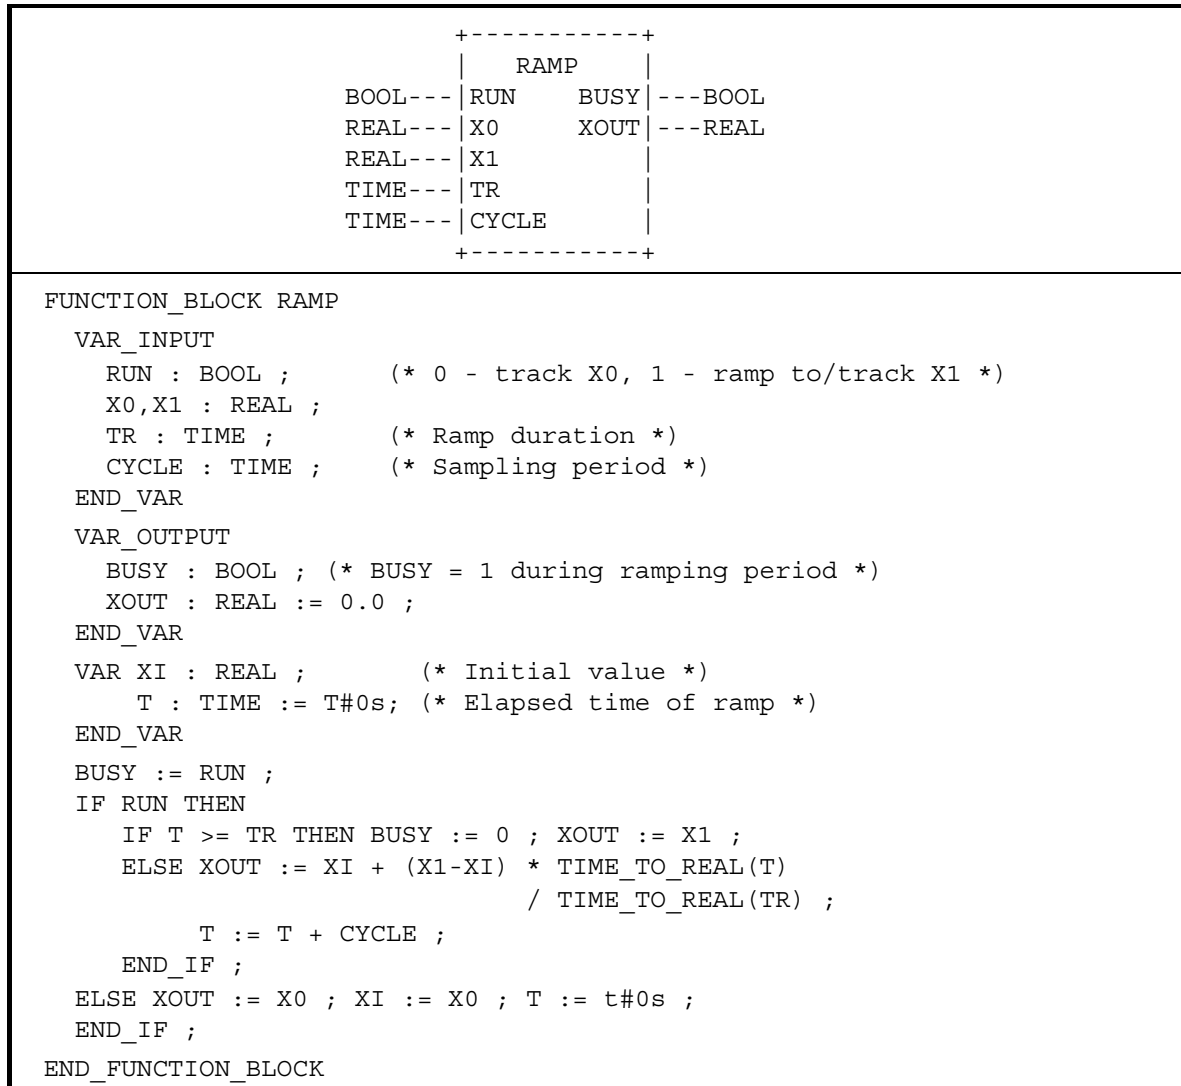 +-----------+
| RAMP |
BOOL---|RUN BUSY|---BOOL
REAL---|X0 XOUT|---REAL
REAL---|X1 |
TIME---|TR |
TIME---|CYCLE |
+-----------+
FUNCTION_BLOCK RAMP
VAR_INPUT
RUN : BOOL ; (* 0 - track X0, 1 - ramp to/track X1 *)
X0,X1 : REAL ;
TR : TIME ; (* Ramp duration *)
CYCLE : TIME ; (* Sampling period *)
END_VAR
VAR_OUTPUT
BUSY : BOOL ; (* BUSY = 1 during ramping period *)
XOUT : REAL := 0.0 ;
END_VAR
VAR XI : REAL ; (* Initial value *)
T : TIME := T#0s; (* Elapsed time of ramp *)
END_VAR
BUSY := RUN ;
IF RUN THEN
IF T >= TR THEN BUSY := 0 ; XOUT := X1 ;
ELSE XOUT := XI + (X1-XI) * TIME_TO_REAL(T)
/ TIME_TO_REAL(TR) ;
T := T + CYCLE ;
END_IF ;
ELSE XOUT := X0 ; XI := X0 ; T := t#0s ;
END_IF ;
END_FUNCTION_BLOCK